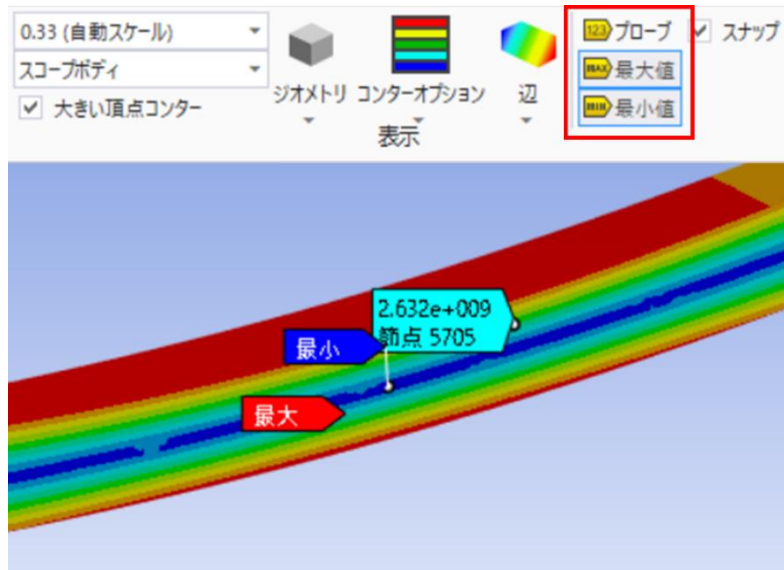 0.33 (自動スケール)
スコープボディ
大きい頂点コンター
ジオメトリ
コンターオプション
辺
表示
123 プローブ
スナップ
MAX 最大値
MIN 最小値
2.632e+009
節点 5705
最小
最大